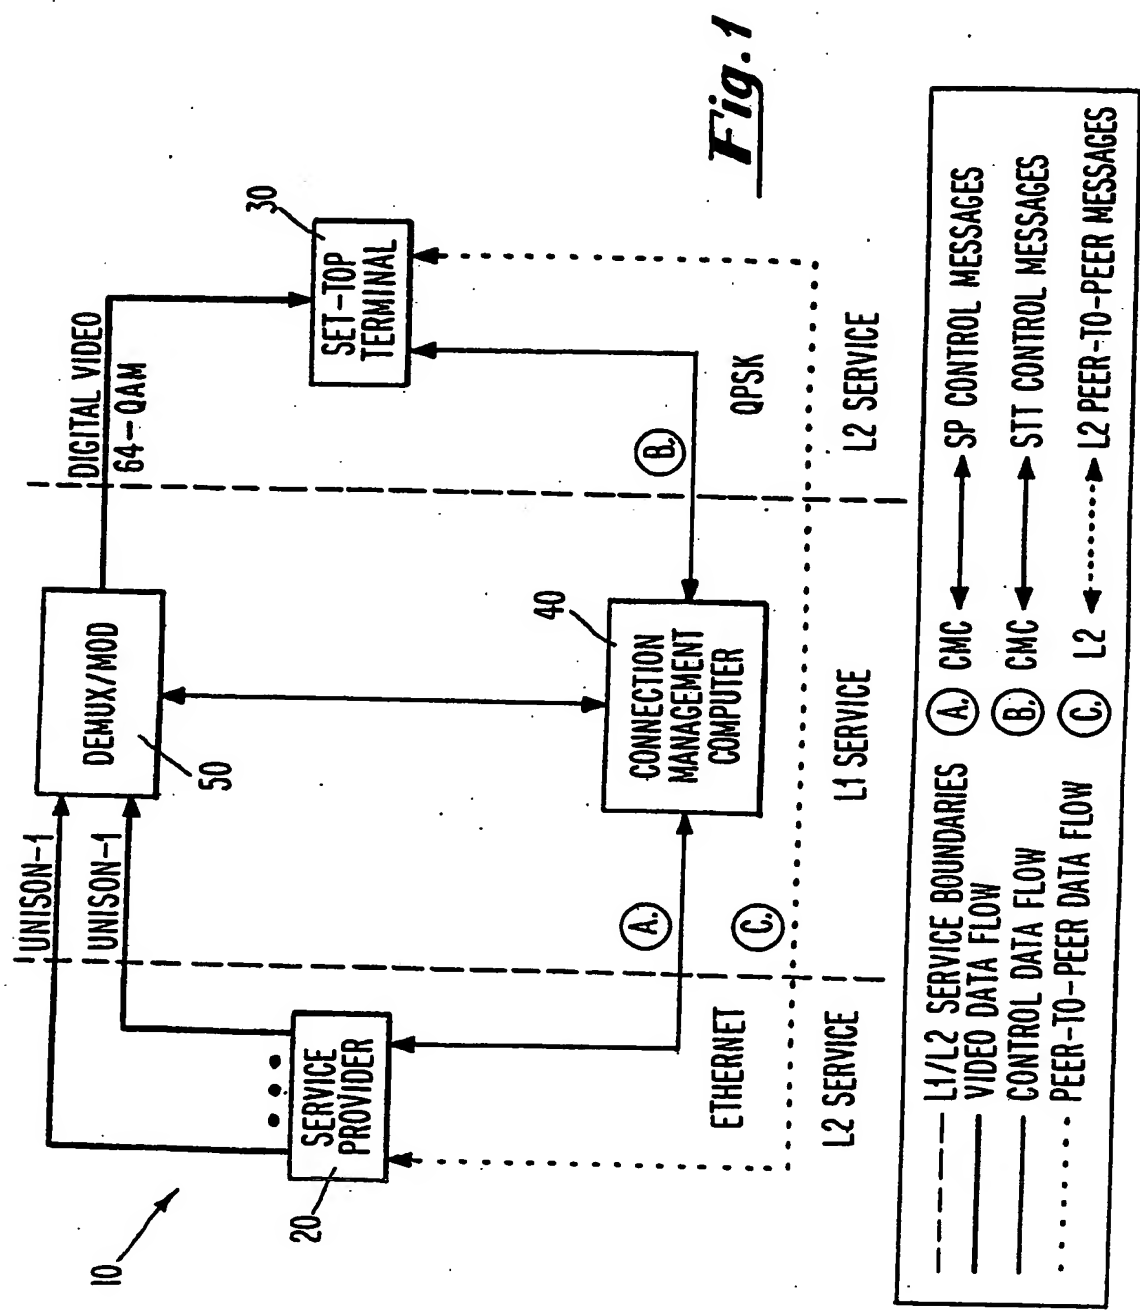 10
UNISON-1
UNISON-1
DIGITAL VIDEO
64-QAM
DEMUX/MOD
50
30
SET-TOP
TERMINAL
SERVICE
PROVIDER
20
40
CONNECTION
MANAGEMENT
COMPUTER
A.
B.
C.
ETHERNET
QPSK
L2 SERVICE
L1 SERVICE
L2 SERVICE
Fig. 1
L1/L2 SERVICE BOUNDARIES
VIDEO DATA FLOW
CONTROL DATA FLOW
PEER-TO-PEER DATA FLOW
A. CMC SP CONTROL MESSAGES
B. CMC STT CONTROL MESSAGES
C. L2 L2 PEER-TO-PEER MESSAGES